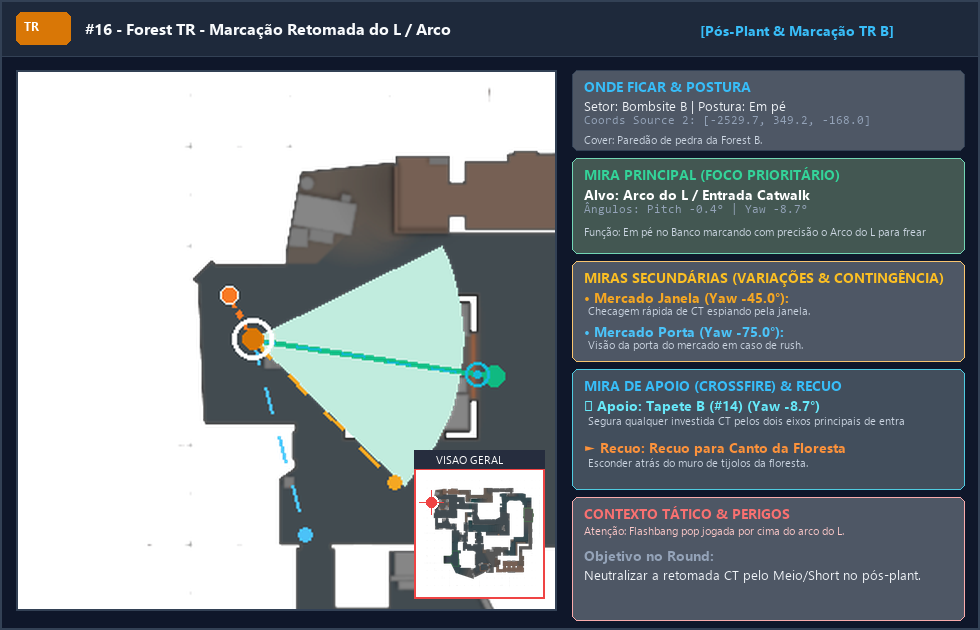 TR
#16 - Forest TR - Marcação Retomada do L / Arco
[Pós-Plant & Marcação TR B]
ONDE FICAR & POSTURA
Setor: Bombsite B | Postura: Em pé
Coords Source 2: [-2529.7, 349.2, -168.0]
Cover: Paredão de pedra da Forest B.
MIRA PRINCIPAL (FOCO PRIORITÁRIO)
Alvo: Arco do L / Entrada Catwalk
Ângulos: Pitch -0.4° | Yaw -8.7°
Função: Em pé no Banco marcando com precisão o Arco do L para frear
MIRAS SECUNDÁRIAS (VARIAÇÕES & CONTINGÊNCIA)
• Mercado Janela (Yaw -45.0°):
Checagem rápida de CT espiando pela janela.
• Mercado Porta (Yaw -75.0°):
Visão da porta do mercado em caso de rush.
MIRA DE APOIO (CROSSFIRE) & RECUO
Apoio: Tapete B (#14) (Yaw -8.7°)
Segura qualquer investida CT pelos dois eixos principais de entra
► Recuo: Recuo para Canto da Floresta
Esconder atrás do muro de tijolos da floresta.
CONTEXTO TÁTICO & PERIGOS
Atenção: Flashbang pop jogada por cima do arco do L.
Objetivo no Round:
Neutralizar a retomada CT pelo Meio/Short no pós-plant.
VISAO GERAL